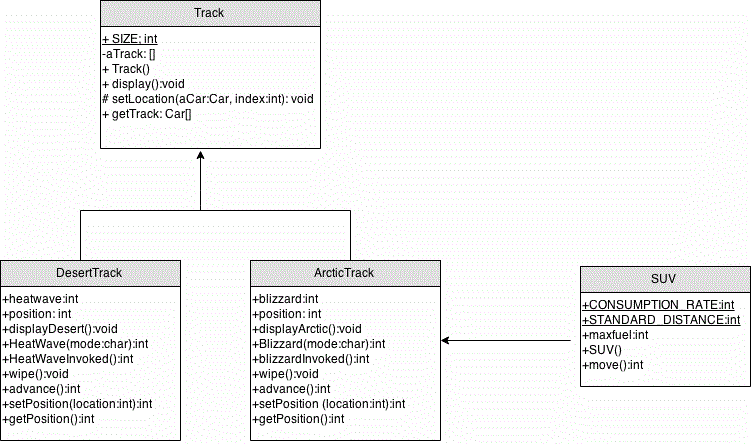 Track
+ SIZE: int
-aTrack: []
+ Track()
+ display():void
# setLocation(aCar:Car, index:int): void
+ getTrack: Car[]
DesertTrack
+heatwave:int
+position: int
+displayDesert():void
+HeatWave(mode:char):int
+HeatWaveInvoked():int
+wipe():void
+advance():int
+setPosition(location:int):int
+getPosition():int
ArcticTrack
+blizzard:int
+position: int
+displayArctic():void
+Blizzard(mode:char):int
+blizzardInvoked():int
+wipe():void
+advance():int
+setPosition (location:int):int
+getPosition():int
SUV
+CONSUMPTION_RATE:int
+STANDARD_DISTANCE:int
+maxfuel:int
+SUV()
+move():int